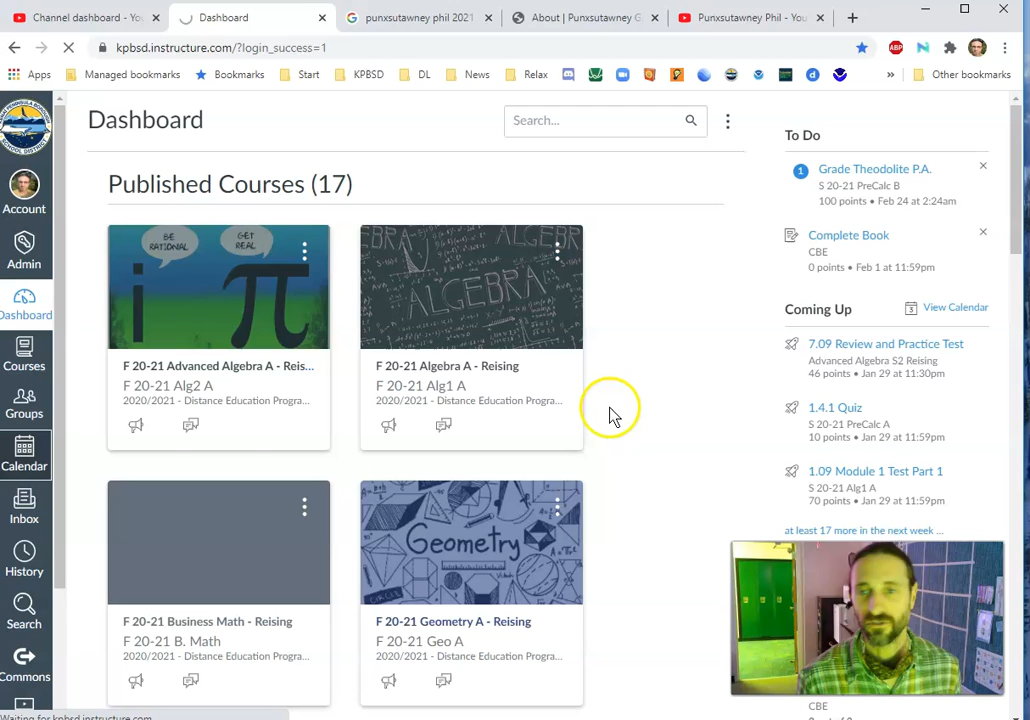 Channel dashboard - You
Dashboard
punxsutawney phil 2021
About | Punxsutawney G
Punxsutawney Phil - You
kpbsd.instructure.com/?login_success=1
ABP
Apps
Managed bookmarks
Bookmarks
Start
KPBSD
DL
News
Relax
Other bookmarks
Account
Admin
Dashboard
Courses
Groups
Calendar
Inbox
History
Search
Commons
Dashboard
Search...
Published Courses (17)
BE RATIONAL
GET REAL
i π
F 20-21 Advanced Algebra A - Reis...
F 20-21 Alg2 A
2020/2021 - Distance Education Progra...
ALGEBRA
F 20-21 Algebra A - Reising
F 20-21 Alg1 A
2020/2021 - Distance Education Progra...
F 20-21 Business Math - Reising
F 20-21 B. Math
2020/2021 - Distance Education Progra...
Geometry
F 20-21 Geometry A - Reising
F 20-21 Geo A
2020/2021 - Distance Education Progra...
To Do
1
Grade Theodolite P.A.
S 20-21 PreCalc B
100 points • Feb 24 at 2:24am
Complete Book
CBE
0 points • Feb 1 at 11:59pm
Coming Up
View Calendar
7.09 Review and Practice Test
Advanced Algebra S2 Reising
46 points • Jan 29 at 11:30pm
1.4.1 Quiz
S 20-21 PreCalc A
10 points • Jan 29 at 11:59pm
1.09 Module 1 Test Part 1
S 20-21 Alg1 A
70 points • Jan 29 at 11:59pm
at least 17 more in the next week ...
CBE
Waiting for kpbsd.instructure.com